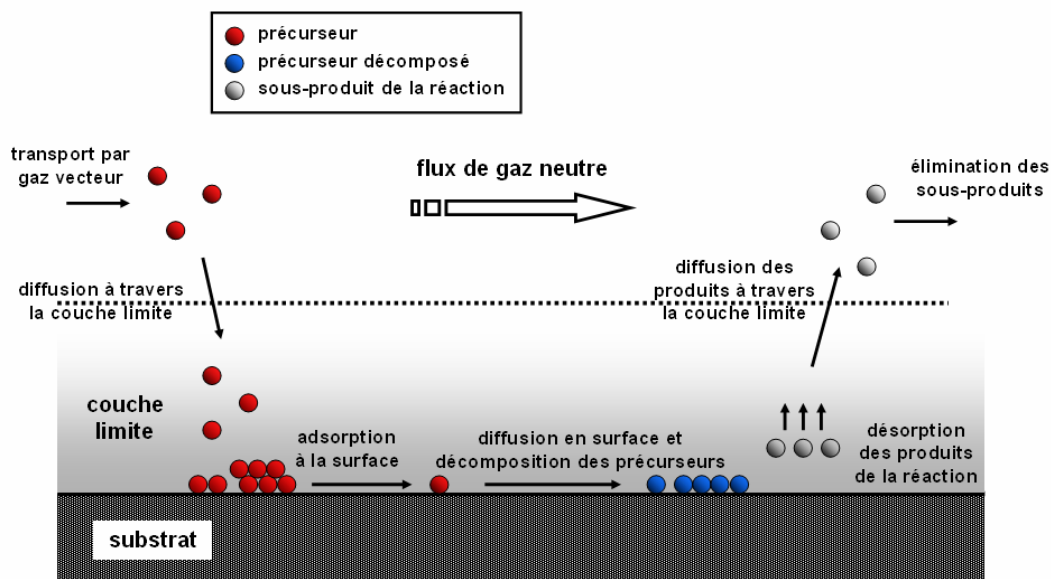 précurseur
précurseur décomposé
sous-produit de la réaction
transport par
gaz vecteur
flux de gaz neutre
élimination des
sous-produits
diffusion à travers
la couche limite
diffusion des
produits à travers
la couche limite
couche
limite
adsorption
à la surface
diffusion en surface et
décomposition des précurseurs
désorption
des produits
de la réaction
substrat